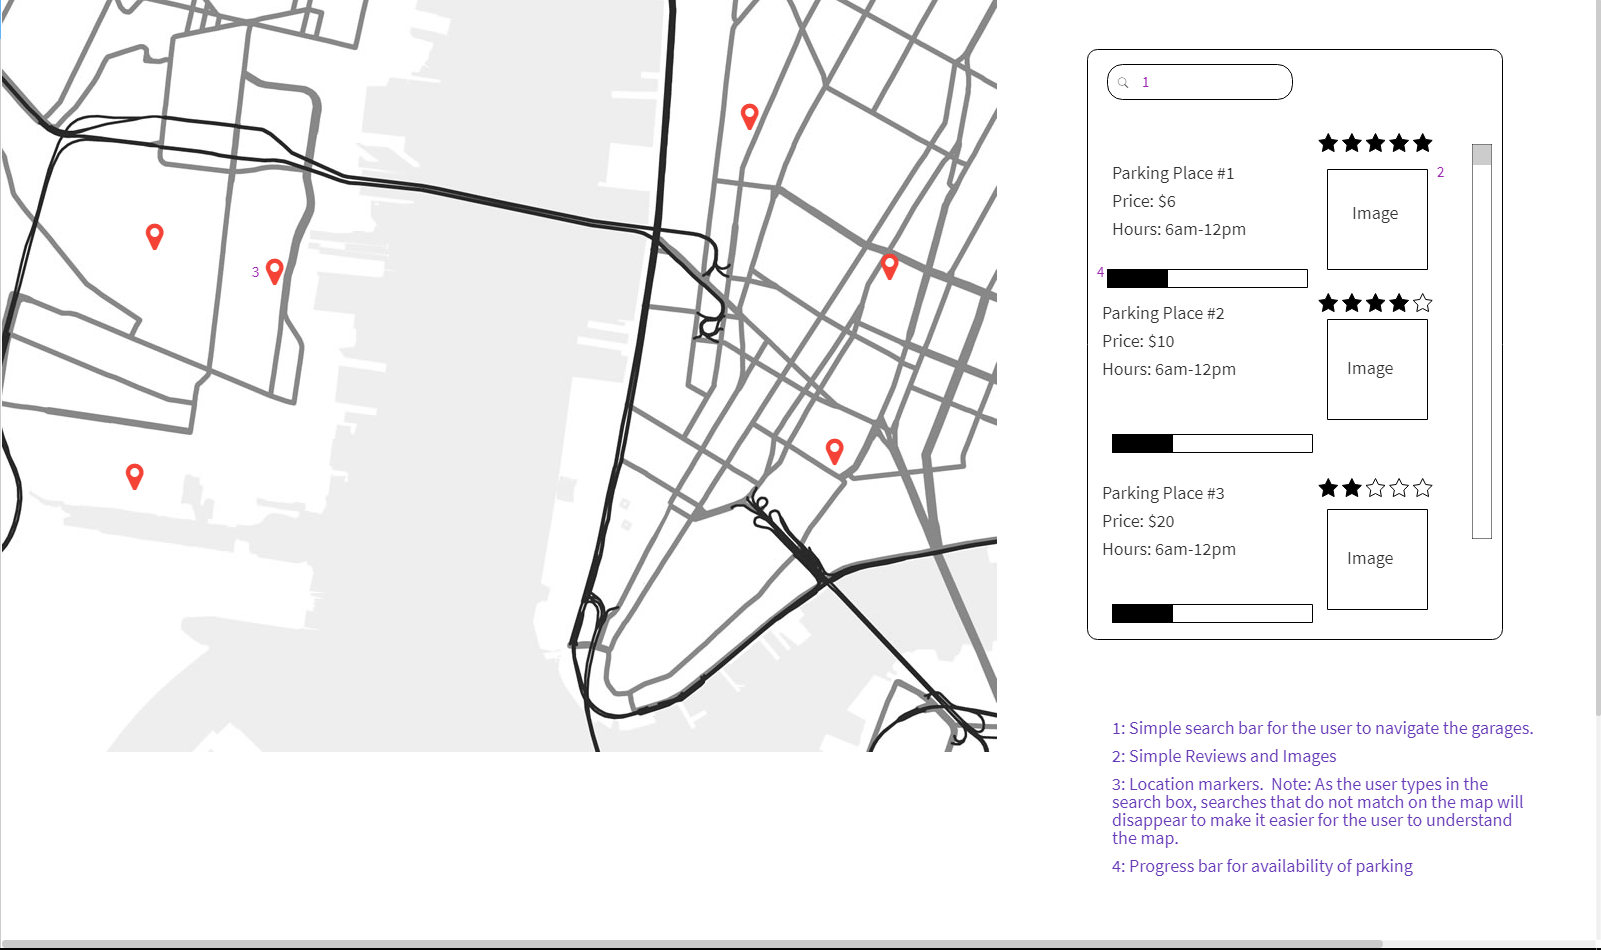 1
Parking Place #1
Price: $6
Hours: 6am-12pm
2
Image
3
4
Parking Place #2
Price: $10
Hours: 6am-12pm
Image
Parking Place #3
Price: $20
Hours: 6am-12pm
Image
1: Simple search bar for the user to navigate the garages.
2: Simple Reviews and Images
3: Location markers.  Note: As the user types in the
search box, searches that do not match on the map will
disappear to make it easier for the user to understand
the map.
4: Progress bar for availability of parking